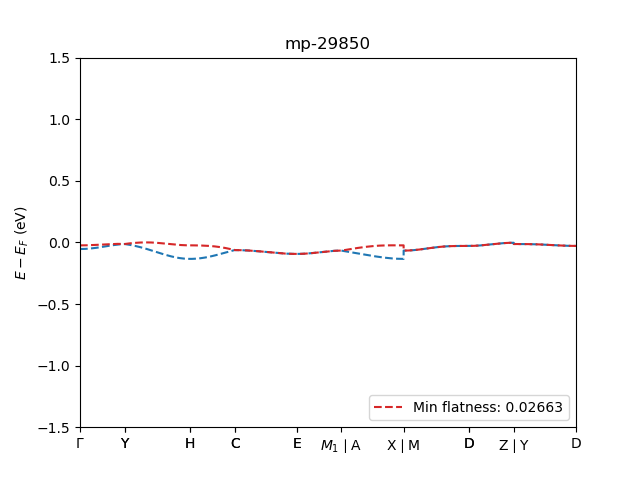 mp-29850
1.5
1.0
0.5
0.0
−0.5
−1.0
−1.5
E − E_F (eV)
Min flatness: 0.02663
Γ Y H C E M_1 | A X | M D Z | Y D